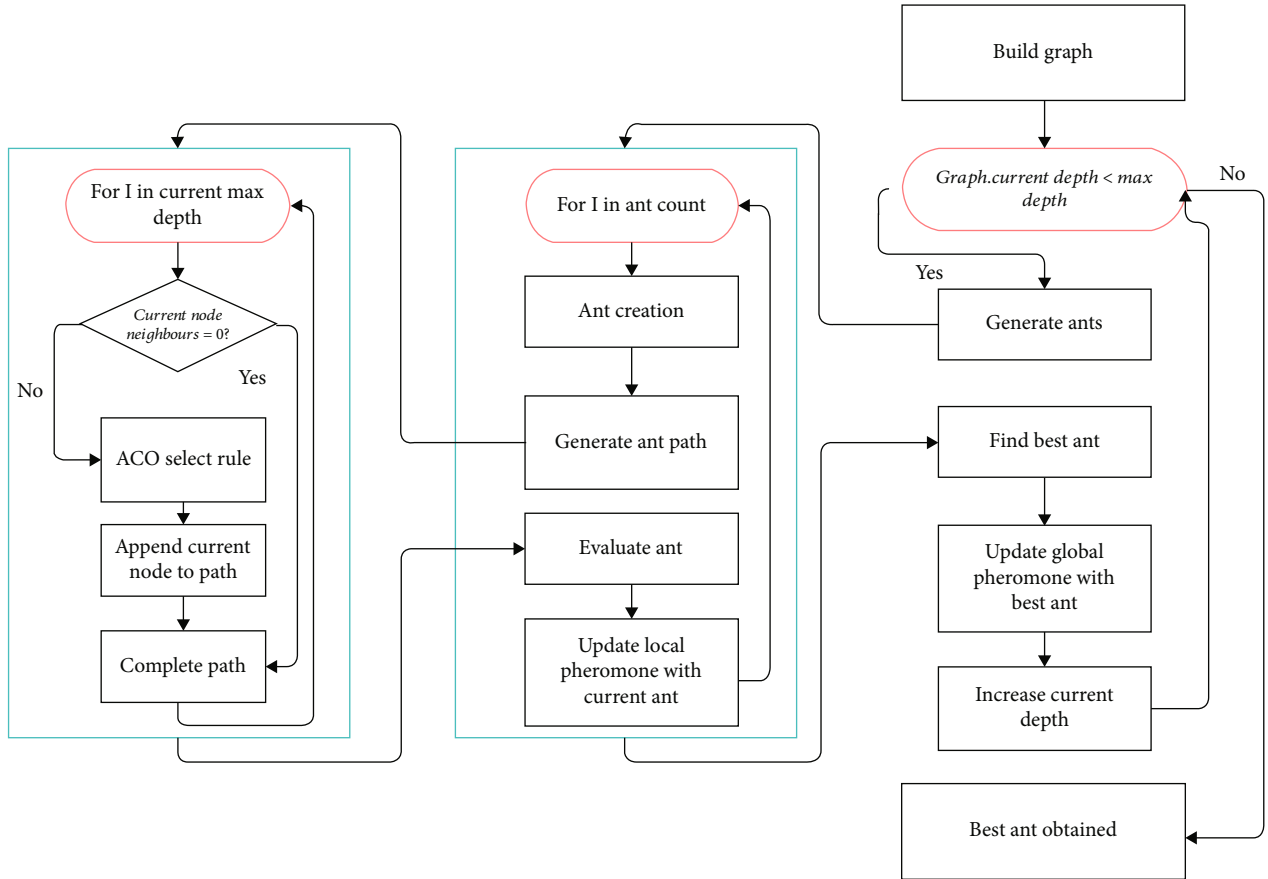 Build graph
Graph.current depth < max
depth
No
Yes
Generate ants
Find best ant
Update global
pheromone with
best ant
Increase current
depth
Best ant obtained
For I in ant count
Ant creation
Generate ant path
Evaluate ant
Update local
pheromone with
current ant
For I in current max
depth
Current node
neighbours = 0?
No
Yes
ACO select rule
Append current
node to path
Complete path